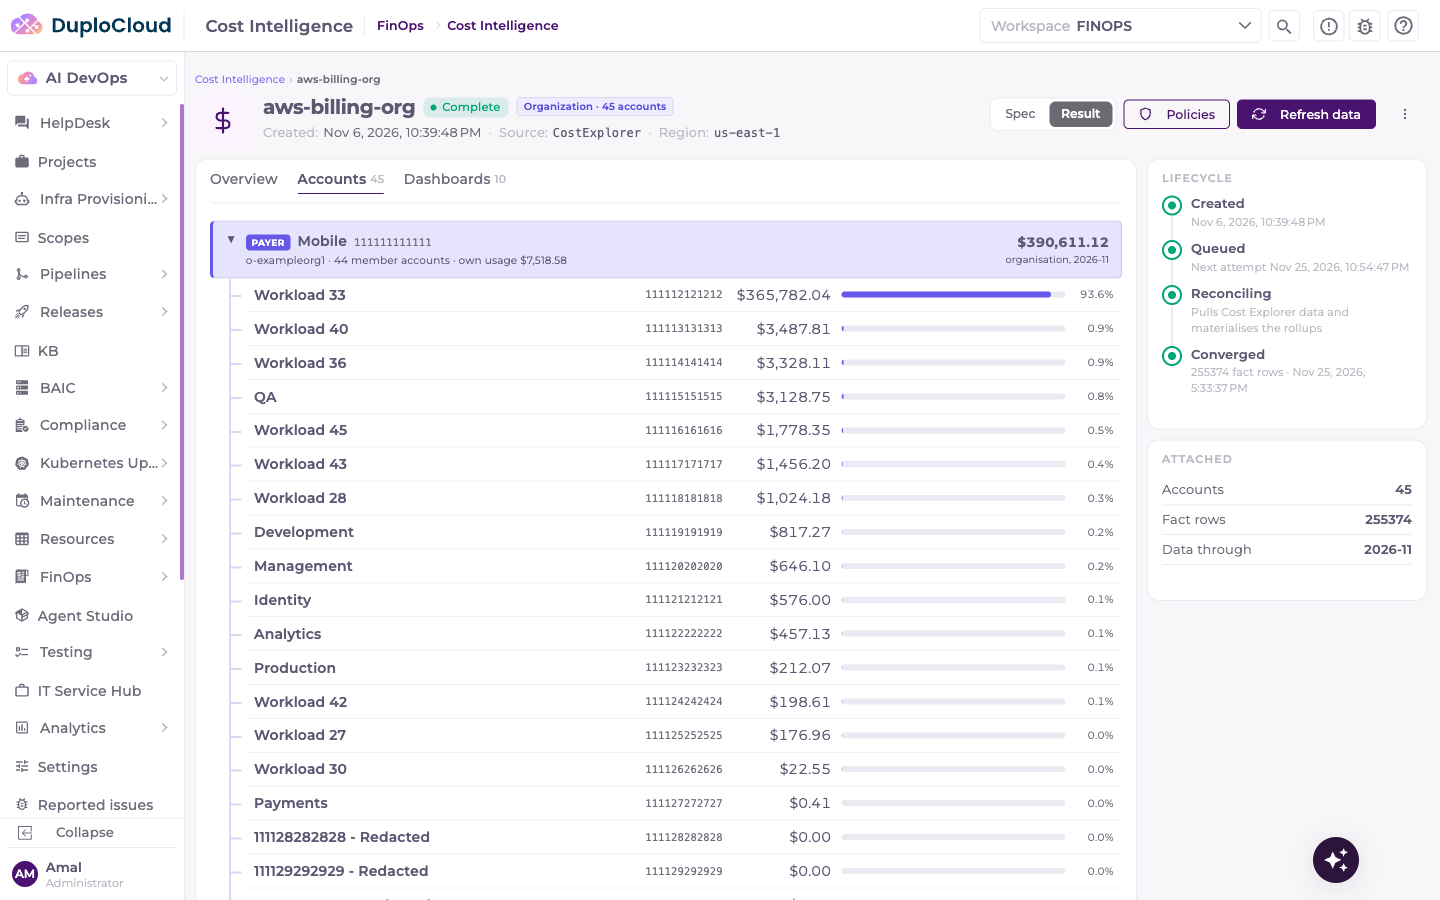 DuploCloud
Cost Intelligence
FinOps
Cost Intelligence
Workspace FINOPS
AI DevOps
HelpDesk
Projects
Infra Provisioni...
Scopes
Pipelines
Releases
KB
BAIC
Compliance
Kubernetes Up...
Maintenance
Resources
FinOps
Agent Studio
Testing
IT Service Hub
Analytics
Settings
Reported issues
Collapse
AM
Amal
Administrator
Cost Intelligence › aws-billing-org
$
aws-billing-org
Complete
Organization · 45 accounts
Created: Nov 6, 2026, 10:39:48 PM · Source: CostExplorer · Region: us-east-1
Spec
Result
Policies
Refresh data
Overview
Accounts 45
Dashboards 10
PAYER Mobile 111111111111 $390,611.12
o-exampleorg1 · 44 member accounts · own usage $7,518.58 organisation, 2026-11
Workload 33 111112121212 $365,782.04 93.6%
Workload 40 111113131313 $3,487.81 0.9%
Workload 36 111114141414 $3,328.11 0.9%
QA 111115151515 $3,128.75 0.8%
Workload 45 111116161616 $1,778.35 0.5%
Workload 43 111117171717 $1,456.20 0.4%
Workload 28 111118181818 $1,024.18 0.3%
Development 111119191919 $817.27 0.2%
Management 111120202020 $646.10 0.2%
Identity 111121212121 $576.00 0.1%
Analytics 111122222222 $457.13 0.1%
Production 111123232323 $212.07 0.1%
Workload 42 111124242424 $198.61 0.1%
Workload 27 111125252525 $176.96 0.0%
Workload 30 111126262626 $22.55 0.0%
Payments 111127272727 $0.41 0.0%
111128282828 - Redacted 111128282828 $0.00 0.0%
111129292929 - Redacted 111129292929 $0.00 0.0%
LIFECYCLE
Created
Nov 6, 2026, 10:39:48 PM
Queued
Next attempt Nov 25, 2026, 10:54:47 PM
Reconciling
Pulls Cost Explorer data and
materialises the rollups
Converged
255374 fact rows · Nov 25, 2026,
5:33:37 PM
ATTACHED
Accounts 45
Fact rows 255374
Data through 2026-11